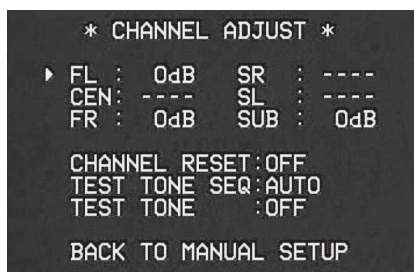 * CHANNEL ADJUST *
FL : 0dB SR : ----
CEN: ---- SL : ----
FR : 0dB SUB : 0dB
CHANNEL RESET:OFF
TEST TONE SEQ:AUTO
TEST TONE :OFF
BACK TO MANUAL SETUP